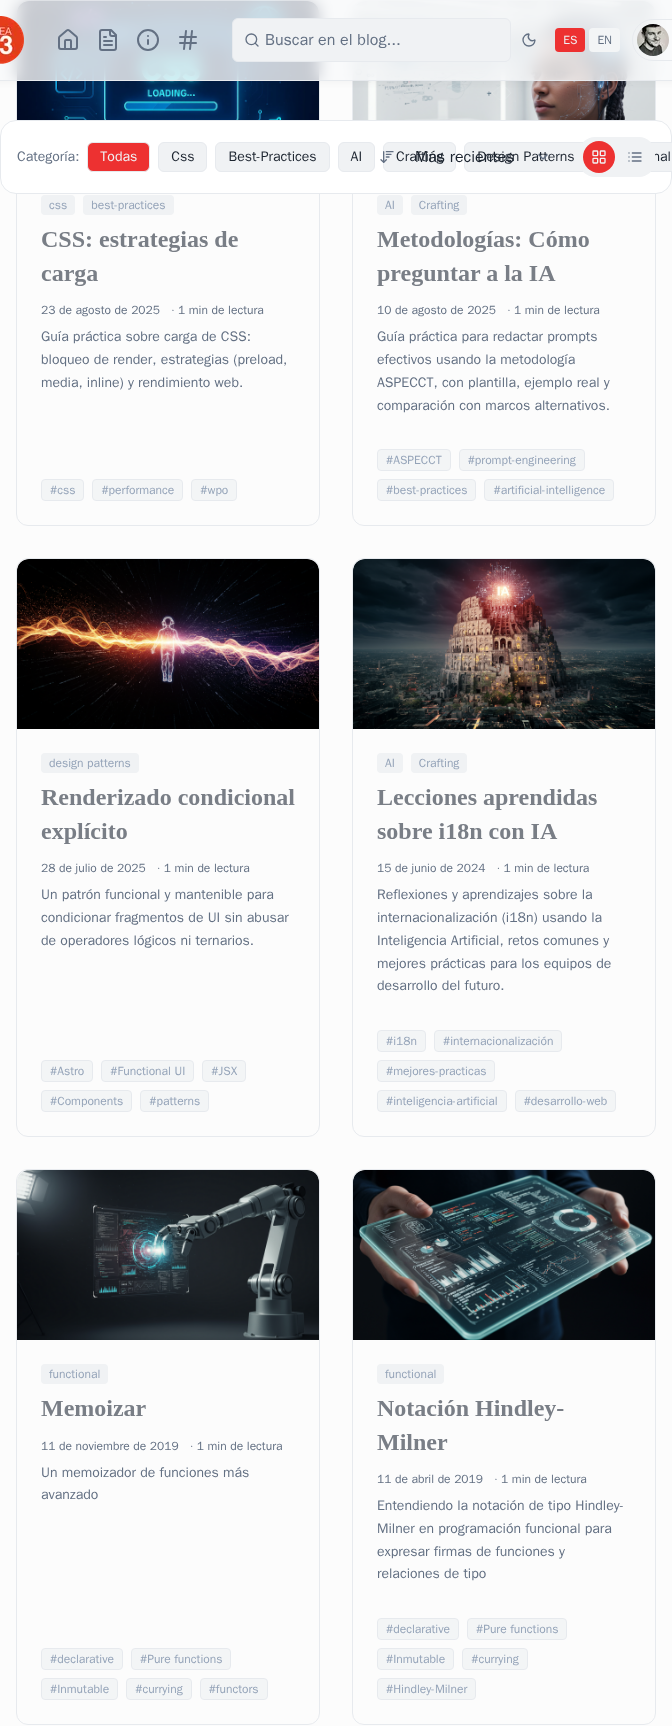 3
Buscar en el blog...
ES
EN
LOADING...
Categoría:
Todas
Css
Best-Practices
AI
Crafting
Más recientes
Design Patterns
css
best-practices
CSS: estrategias de
carga
23 de agosto de 2025 · 1 min de lectura
Guía práctica sobre carga de CSS:
bloqueo de render, estrategias (preload,
media, inline) y rendimiento web.
#css
#performance
#wpo
AI
Crafting
Metodologías: Cómo
preguntar a la IA
10 de agosto de 2025 · 1 min de lectura
Guía práctica para redactar prompts
efectivos usando la metodología
ASPECCT, con plantilla, ejemplo real y
comparación con marcos alternativos.
#ASPECCT
#prompt-engineering
#best-practices
#artificial-intelligence
design patterns
Renderizado condicional
explícito
28 de julio de 2025 · 1 min de lectura
Un patrón funcional y mantenible para
condicionar fragmentos de UI sin abusar
de operadores lógicos ni ternarios.
#Astro
#Functional UI
#JSX
#Components
#patterns
IA
AI
Crafting
Lecciones aprendidas
sobre i18n con IA
15 de junio de 2024 · 1 min de lectura
Reflexiones y aprendizajes sobre la
internacionalización (i18n) usando la
Inteligencia Artificial, retos comunes y
mejores prácticas para los equipos de
desarrollo del futuro.
#i18n
#internacionalización
#mejores-practicas
#inteligencia-artificial
#desarrollo-web
functional
Memoizar
11 de noviembre de 2019 · 1 min de lectura
Un memoizador de funciones más
avanzado
#declarative
#Pure functions
#Inmutable
#currying
#functors
functional
Notación Hindley-
Milner
11 de abril de 2019 · 1 min de lectura
Entendiendo la notación de tipo Hindley-
Milner en programación funcional para
expresar firmas de funciones y
relaciones de tipo
#declarative
#Pure functions
#Inmutable
#currying
#Hindley-Milner